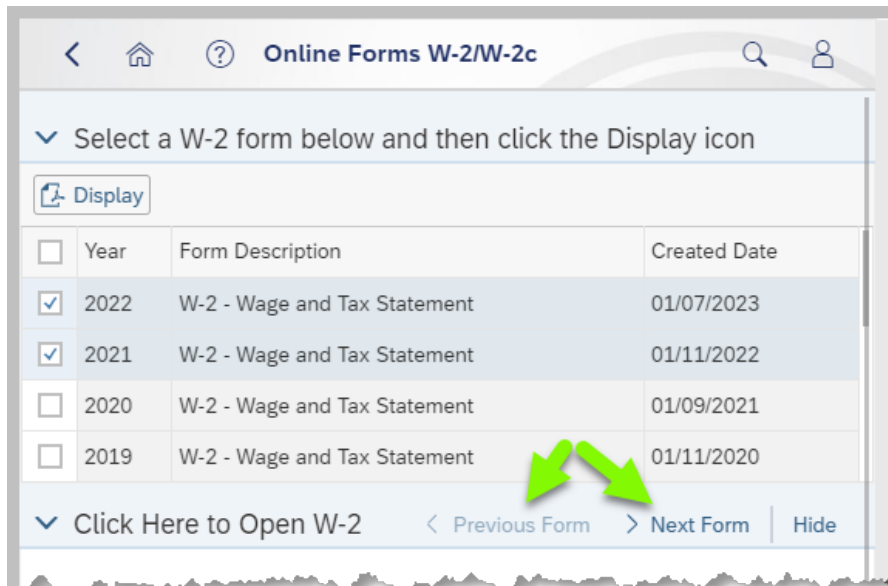 Online Forms W-2/W-2c
Select a W-2 form below and then click the Display icon
Display
Year Form Description Created Date
2022 W-2 - Wage and Tax Statement 01/07/2023
2021 W-2 - Wage and Tax Statement 01/11/2022
2020 W-2 - Wage and Tax Statement 01/09/2021
2019 W-2 - Wage and Tax Statement 01/11/2020
Click Here to Open W-2 < Previous Form > Next Form Hide